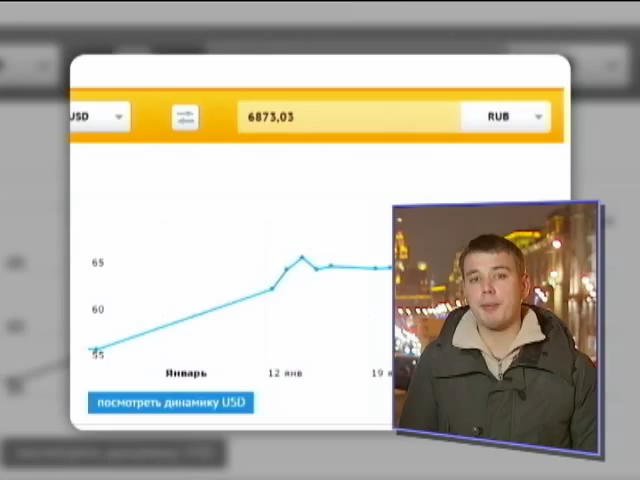 USD 6873,03 RUB
65
60
55
Январь 12 янв 19
посмотреть динамику USD